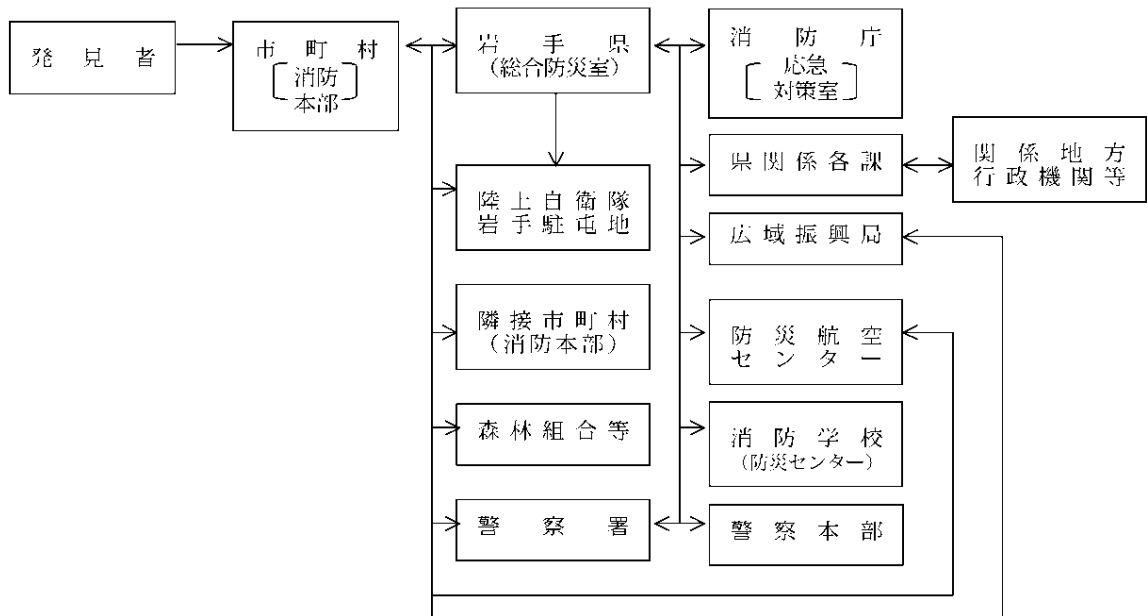 発見者
市町村
消防
本部
岩手県
（総合防災室）
消防庁
応急
対策室
陸上自衛隊
岩手駐屯地
県関係各課
関係地方
行政機関等
広域振興局
隣接市町村
（消防本部）
防災航空
センター
森林組合等
消防学校
（防災センター）
警察署
警察本部